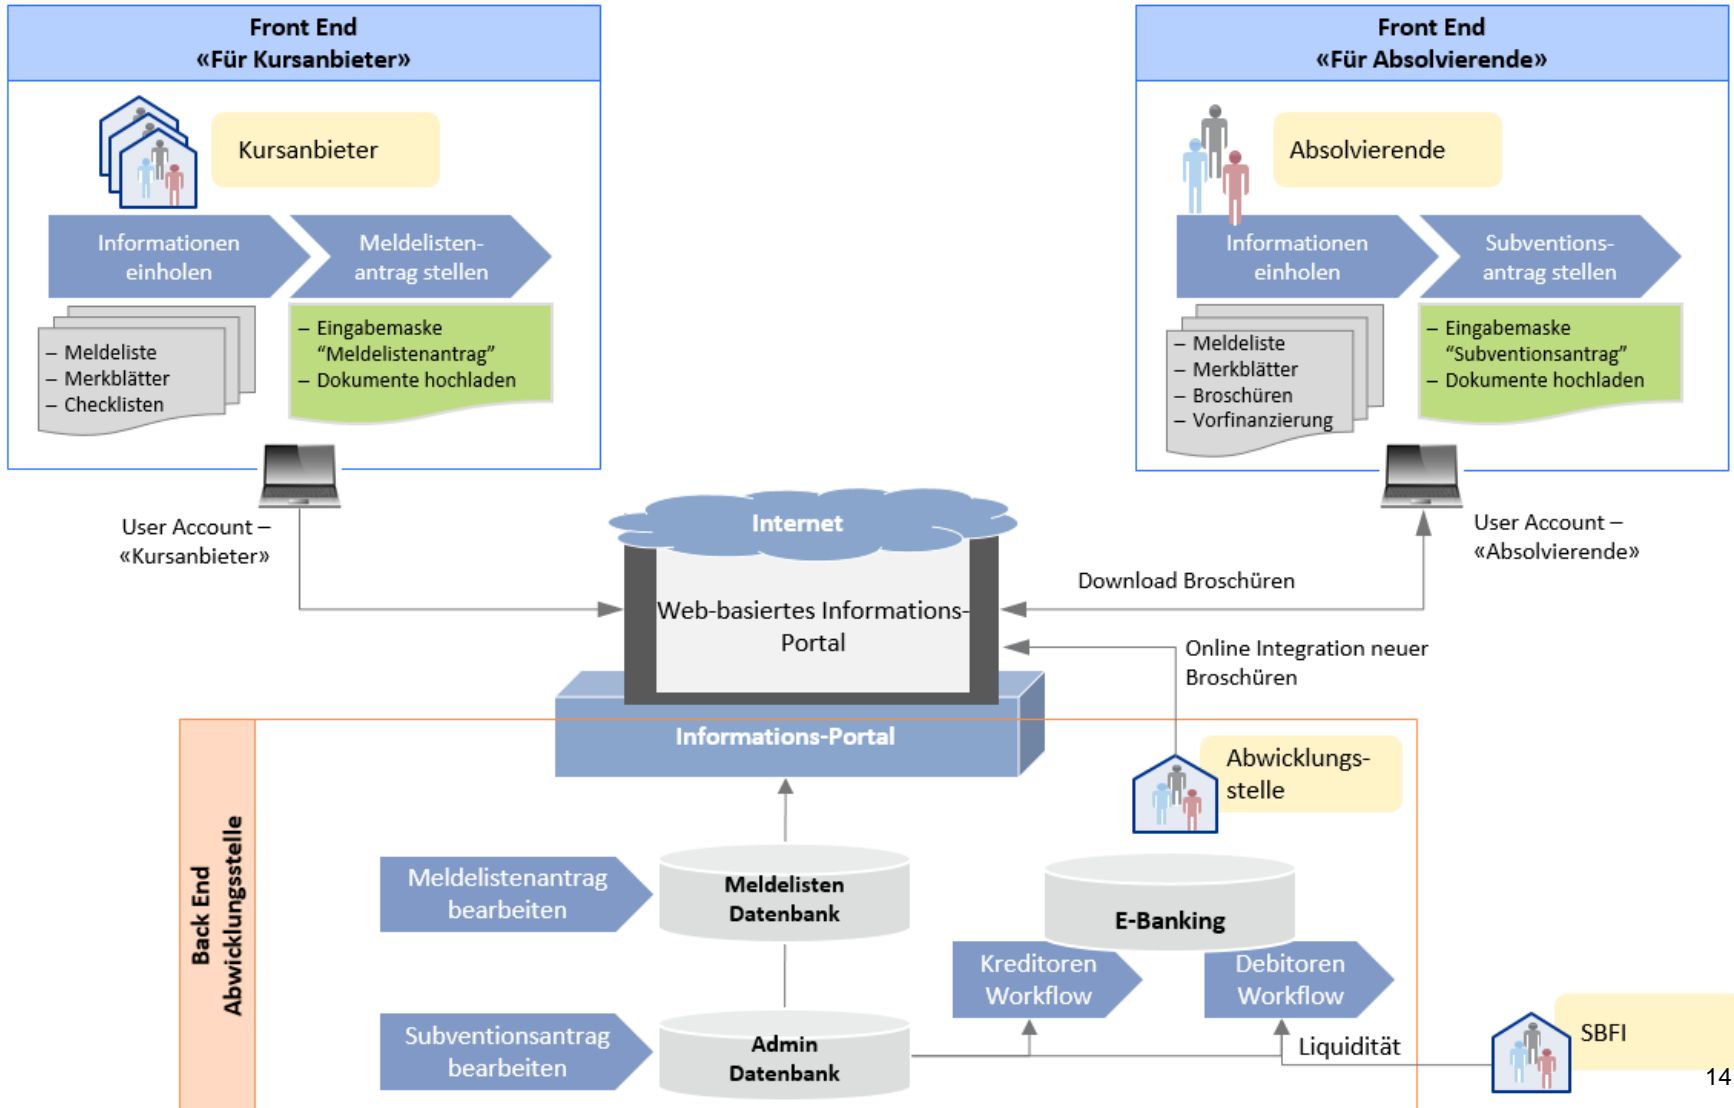 Front End
«Für Kursanbieter»
Kursanbieter
Informationen
einholen
Meldelisten-
antrag stellen
– Meldeliste
– Merkblätter
– Checklisten
– Eingabemaske
“Meldelistenantrag”
– Dokumente hochladen
User Account –
«Kursanbieter»
Front End
«Für Absolvierende»
Absolvierende
Informationen
einholen
Subventions-
antrag stellen
– Meldeliste
– Merkblätter
– Broschüren
– Vorfinanzierung
– Eingabemaske
“Subventionsantrag”
– Dokumente hochladen
User Account –
«Absolvierende»
Internet
Web-basiertes Informations-
Portal
Informations-Portal
Download Broschüren
Online Integration neuer
Broschüren
Abwicklungs-
stelle
Back End
Abwicklungsstelle
Meldelistenantrag
bearbeiten
Meldelisten
Datenbank
E-Banking
Kreditoren
Workflow
Debitoren
Workflow
Subventionsantrag
bearbeiten
Admin
Datenbank
Liquidität
SBFI
14